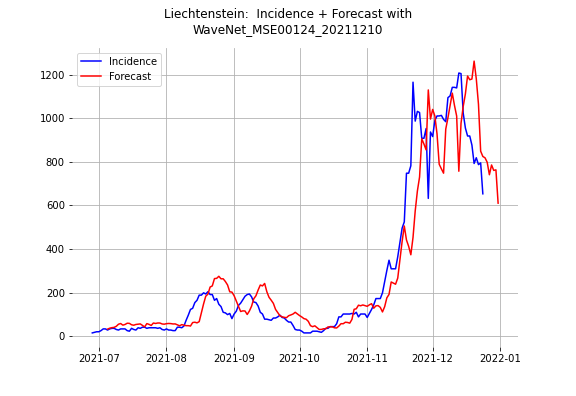 Liechtenstein:  Incidence + Forecast with
WaveNet_MSE00124_20211210
Incidence
Forecast
1200
1000
800
600
400
200
0
2021-07 2021-08 2021-09 2021-10 2021-11 2021-12 2022-01